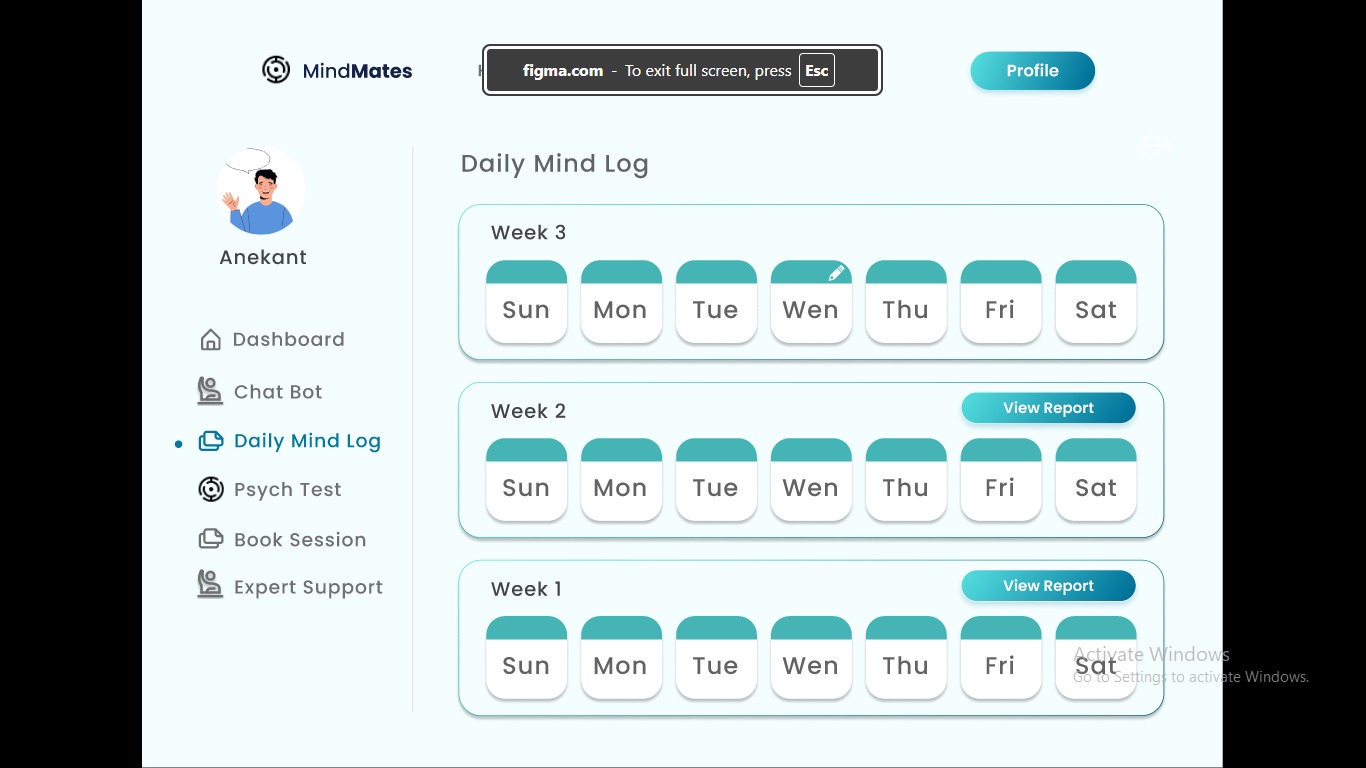 MindMates
figma.com - To exit full screen, press Esc
Profile
Anekant
Dashboard
Chat Bot
Daily Mind Log
Psych Test
Book Session
Expert Support
Daily Mind Log
Week 3
Sun Mon Tue Wen Thu Fri Sat
Week 2
View Report
Sun Mon Tue Wen Thu Fri Sat
Week 1
View Report
Sun Mon Tue Wen Thu Fri Sat
Activate Windows
Go to Settings to activate Windows.